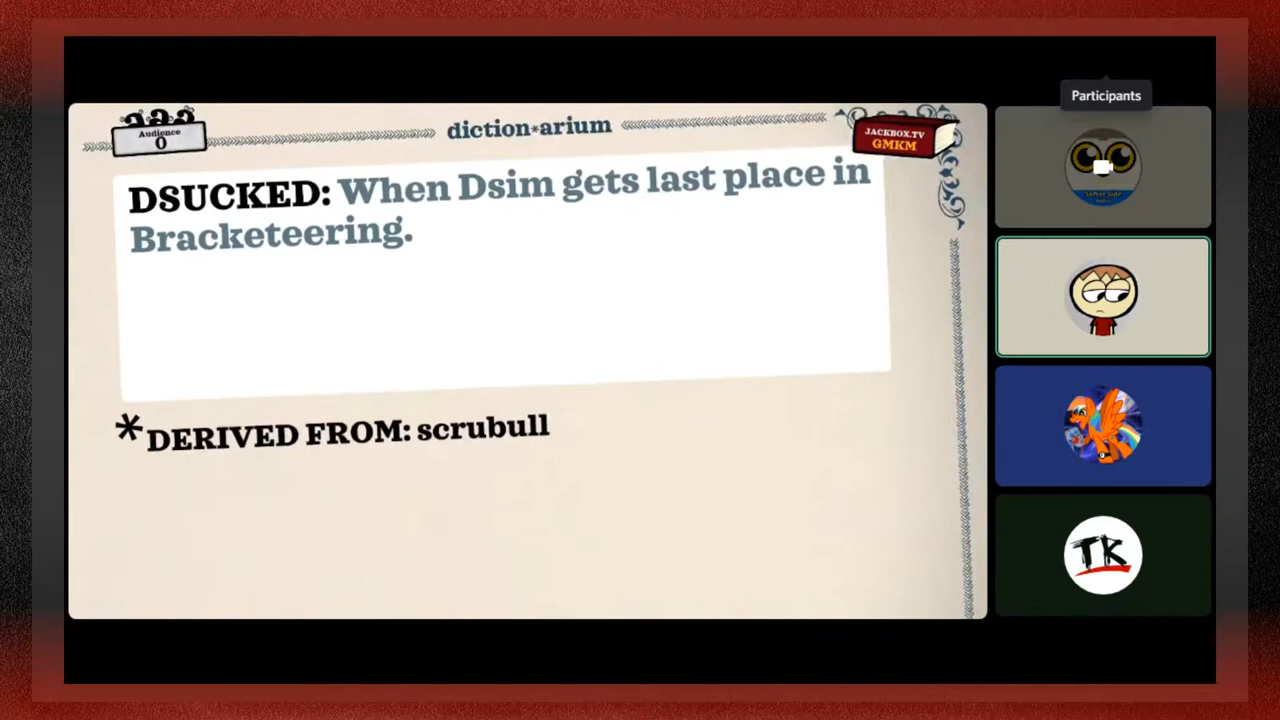 Participants
Audience
0
diction*arium
JACKBOX.TV
GMKM
DSUCKED: When Dsim gets last place in
Bracketeering.
*DERIVED FROM: scrubull
TK